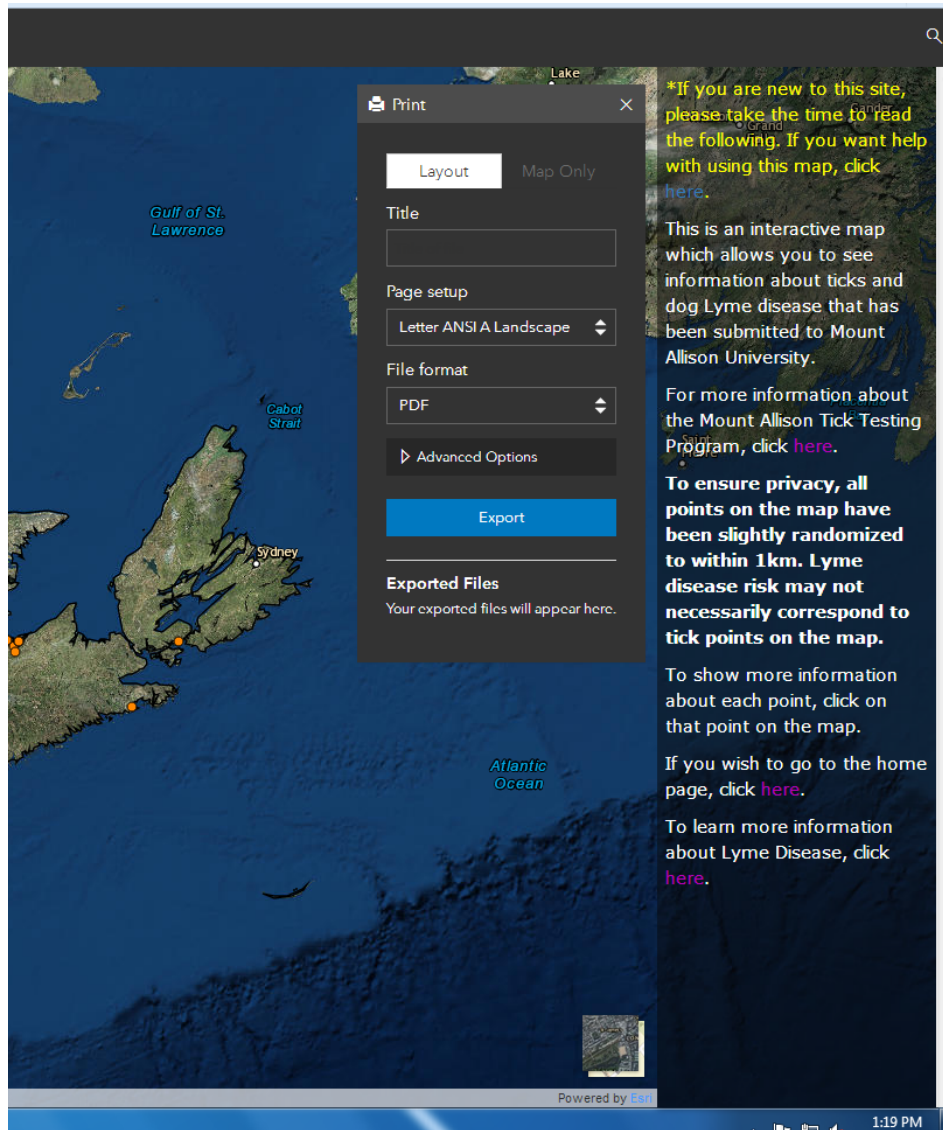 Lake
Print
Layout
Map Only
Title
Page setup
Letter ANSI A Landscape
File format
PDF
Advanced Options
Export
Exported Files
Your exported files will appear here.
Gulf of St.
Lawrence
Cabot
Strait
Sydney
Atlantic
Ocean
Powered by Esri
*If you are new to this site,
please take the time to read
the following. If you want help
with using this map, click
here.
This is an interactive map
which allows you to see
information about ticks and
dog Lyme disease that has
been submitted to Mount
Allison University.
For more information about
the Mount Allison Tick Testing
Program, click here.
To ensure privacy, all
points on the map have
been slightly randomized
to within 1km. Lyme
disease risk may not
necessarily correspond to
tick points on the map.
To show more information
about each point, click on
that point on the map.
If you wish to go to the home
page, click here.
To learn more information
about Lyme Disease, click
here.
Gander
Grand
Saint
1:19 PM